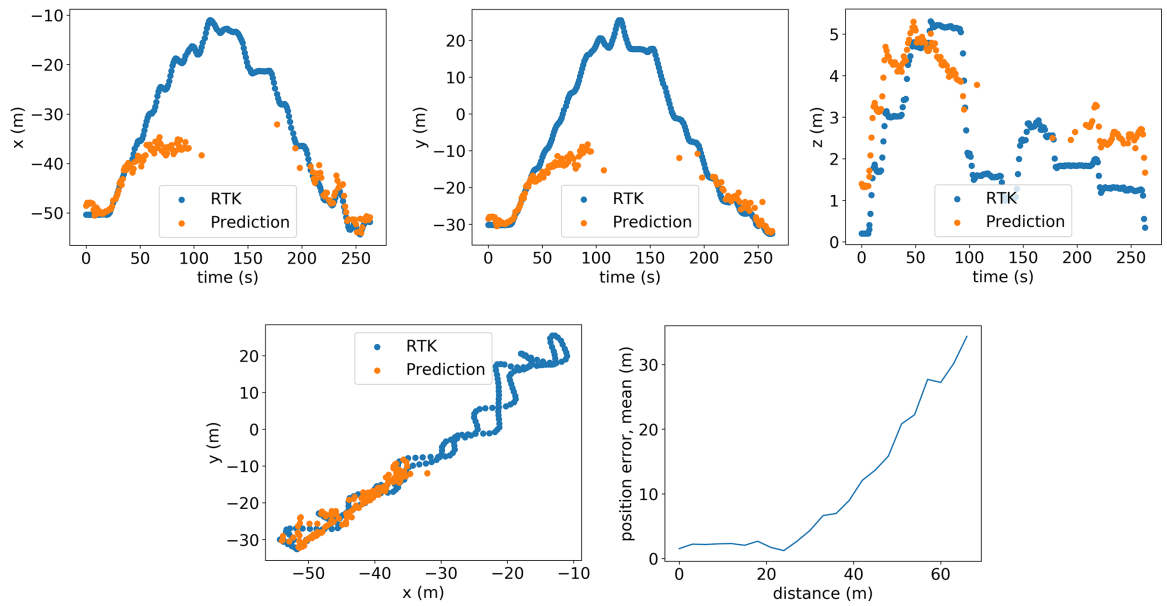 x (m)
−10
−20
−30
−40
−50
0 50 100 150 200 250
time (s)
RTK
Prediction
y (m)
20
10
0
−10
−20
−30
0 50 100 150 200 250
time (s)
RTK
Prediction
z (m)
5
4
3
2
1
0
0 50 100 150 200 250
time (s)
RTK
Prediction
y (m)
20
10
0
−10
−20
−30
−50 −40 −30 −20 −10
x (m)
RTK
Prediction
position error, mean (m)
30
20
10
0
0 20 40 60
distance (m)